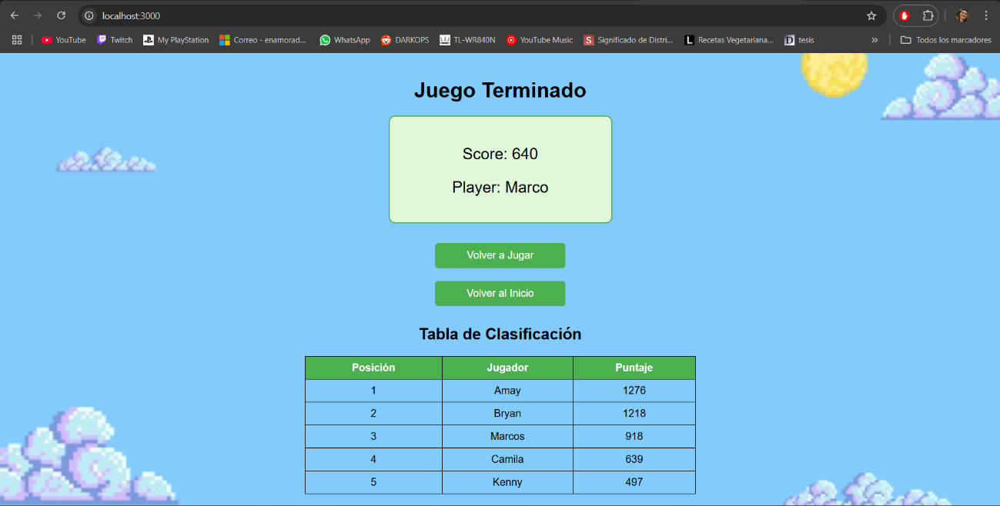 localhost:3000
YouTube Twitch My PlayStation Correo - enamorad... WhatsApp DARKOPS TL-WR840N YouTube Music S Significado de Distri... L Recetas Vegetariana... D tesis » Todos los marcadores
Juego Terminado
Score: 640
Player: Marco
Volver a Jugar
Volver al Inicio
Tabla de Clasificación
Posición Jugador Puntaje
1 Amay 1276
2 Bryan 1218
3 Marcos 918
4 Camila 639
5 Kenny 497